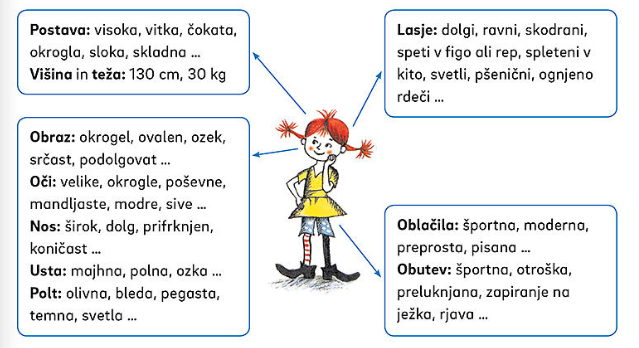 Postava: visoka, vitka, čokata,
okrogla, sloka, skladna ...
Višina in teža: 130 cm, 30 kg
Lasje: dolgi, ravni, skodrani,
speti v figo ali rep, spleteni v
kito, svetli, pšenični, ognjeno
rdeči ...
Obraz: okrogel, ovalen, ozek,
srčast, podolgovat ...
Oči: velike, okrogle, poševne,
mandljaste, modre, sive ...
Nos: širok, dolg, prifrknjen,
koničast ...
Usta: majhna, polna, ozka ...
Polt: olivna, bleda, pegasta,
temna, svetla ...
Oblačila: športna, moderna,
preprosta, pisana ...
Obutev: športna, otroška,
preluknjana, zapiranje na
ježka, rjava ...